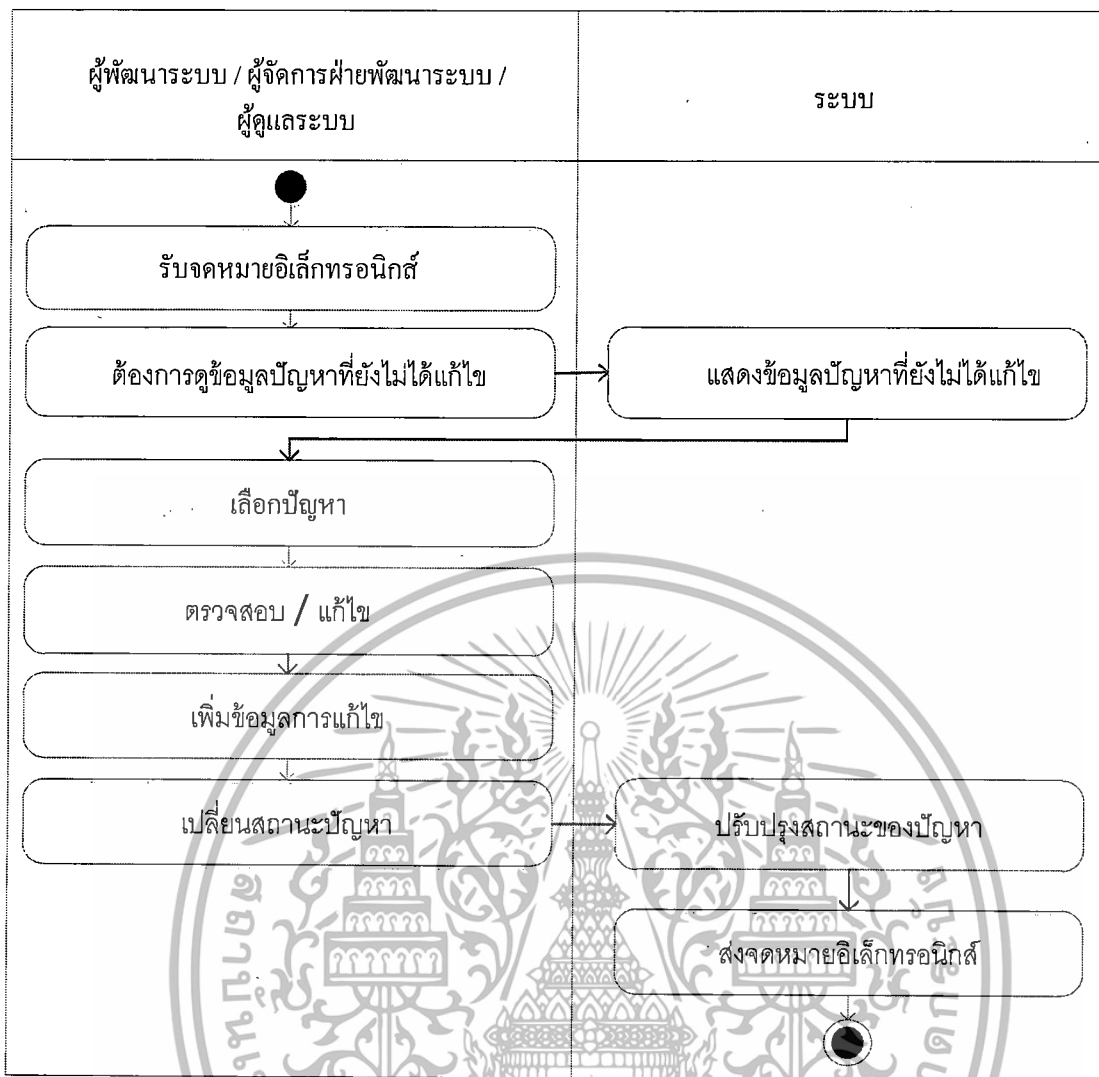 ผู้พัฒนาระบบ / ผู้จัดการฝ่ายพัฒนาระบบ /
ผู้ดูแลระบบ
ระบบ
รับจดหมายอิเล็กทรอนิกส์
ต้องการดูข้อมูลปัญหาที่ยังไม่ได้แก้ไข
แสดงข้อมูลปัญหาที่ยังไม่ได้แก้ไข
เลือกปัญหา
ตรวจสอบ / แก้ไข
เพิ่มข้อมูลการแก้ไข
เปลี่ยนสถานะปัญหา
ปรับปรุงสถานะของปัญหา
ส่งจดหมายอิเล็กทรอนิกส์